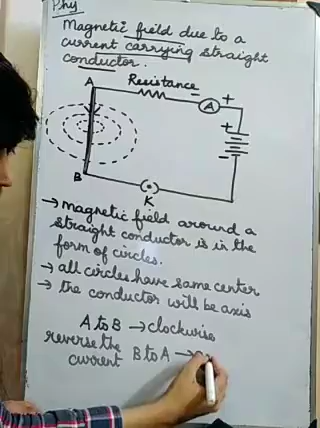 Phy
Magnetic field due to a
current carrying straight
conductor.
A
Resistance
A
+
-
+
-
B
K
→ magnetic field around a
straight conductor is in the
form of circles.
→ all circles have same center
→ the conductor will be axis
A to B → clockwise
reverse the
current B to A →